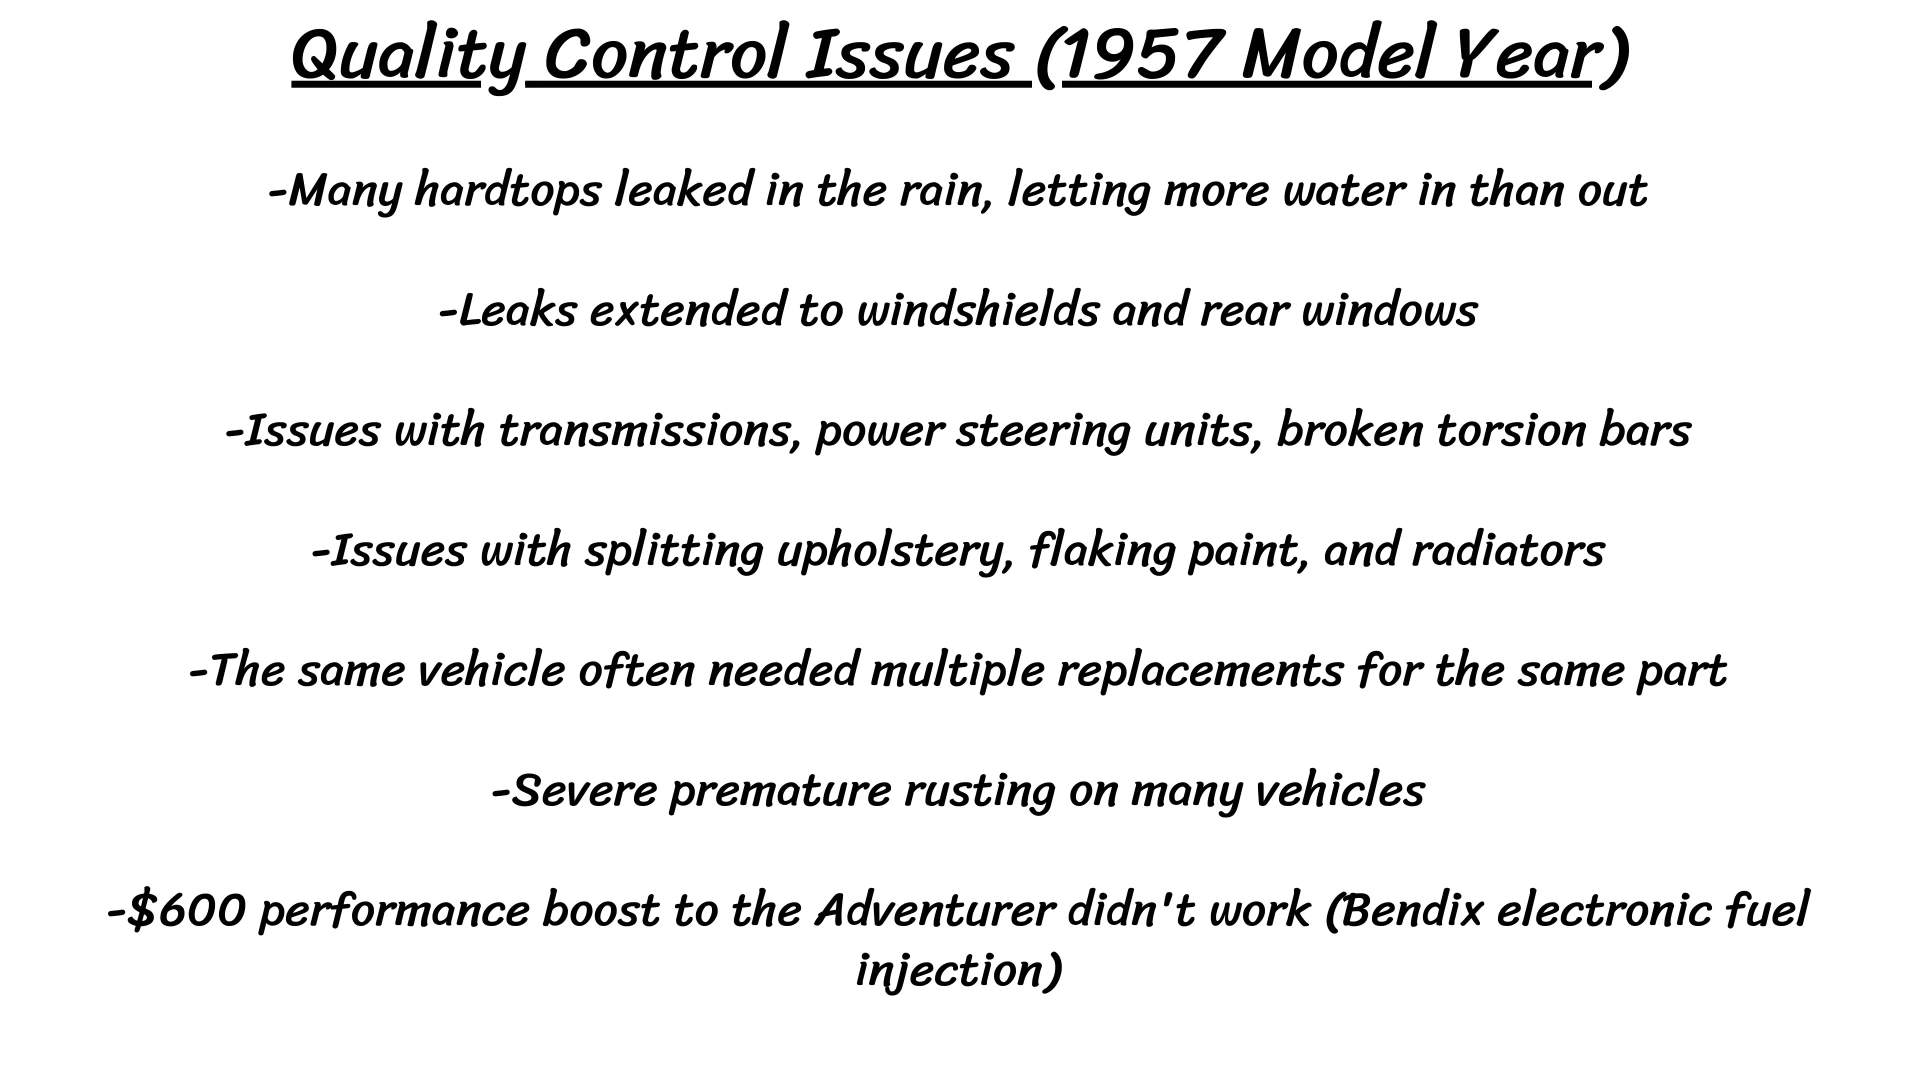 Quality Control Issues (1957 Model Year)
-Many hardtops leaked in the rain, letting more water in than out
-Leaks extended to windshields and rear windows
-Issues with transmissions, power steering units, broken torsion bars
-Issues with splitting upholstery, flaking paint, and radiators
-The same vehicle often needed multiple replacements for the same part
-Severe premature rusting on many vehicles
-$600 performance boost to the Adventurer didn't work (Bendix electronic fuel
injection)